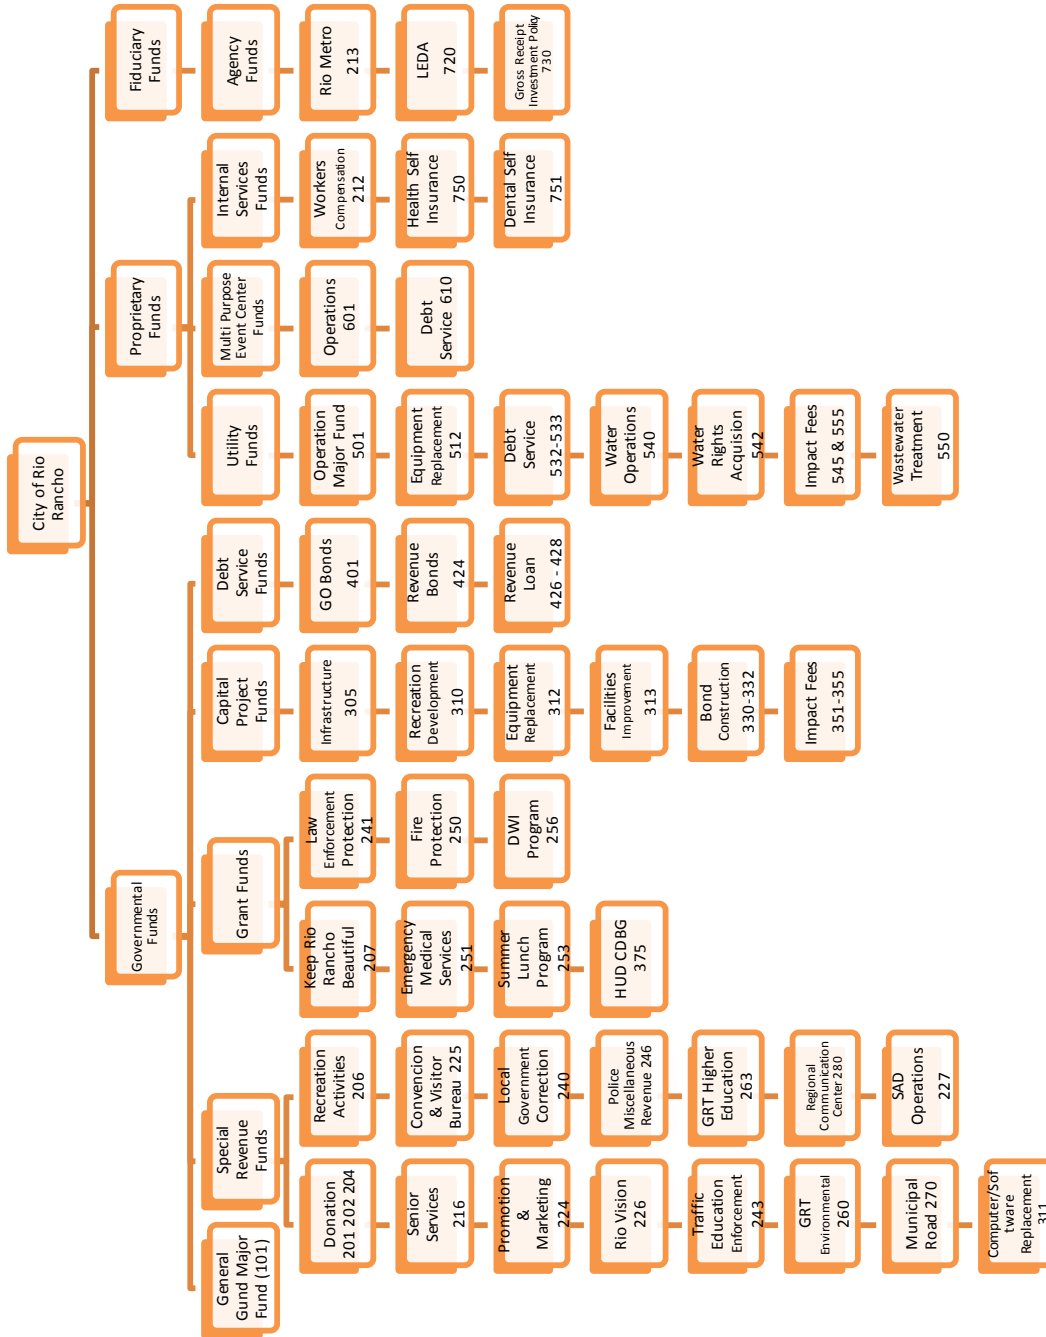 City of Rio
Rancho
Governmental
Funds
General
Gund Major
Fund (101)
Special
Revenue
Funds
Donation
201 202 204
Senior
Services
216
Promotion
&
Marketing
224
Rio Vision
226
Traffic
Education
Enforcement
243
GRT
Environmental
260
Municipal
Road 270
Computer/Sof
tware
Replacement
311
Recreation
Activities
206
Convencion
& Visitor
Bureau 225
Local
Government
Correction
240
Police
Miscellaneous
Revenue 246
GRT Higher
Education
263
Regional
Communication
Center 280
SAD
Operations
227
Grant Funds
Keep Rio
Rancho
Beautiful
207
Emergency
Medical
Services
251
Summer
Lunch
Program
253
HUD CDBG
375
Law
Enforcement
Protection
241
Fire
Protection
250
DWI
Program
256
Capital
Project
Funds
Infrastructure
305
Recreation
Development
310
Equipment
Replacement
312
Facilities
Improvement
313
Bond
Construction
330-332
Impact Fees
351-355
Debt
Service
Funds
GO Bonds
401
Revenue
Bonds
424
Revenue
Loan
426 - 428
Proprietary
Funds
Utility
Funds
Operation
Major Fund
501
Equipment
Replacement
512
Debt
Service
532-533
Water
Operations
540
Water
Rights
Acquision
542
Impact Fees
545 & 555
Wastewater
Treatment
550
Multi Purpose
Event Center
Funds
Operations
601
Debt
Service 610
Internal
Services
Funds
Workers
Compensation
212
Health Self
Insurance
750
Dental Self
Insurance
751
Fiduciary
Funds
Agency
Funds
Rio Metro
213
LEDA
720
Gross Receipt
Investment Policy
730